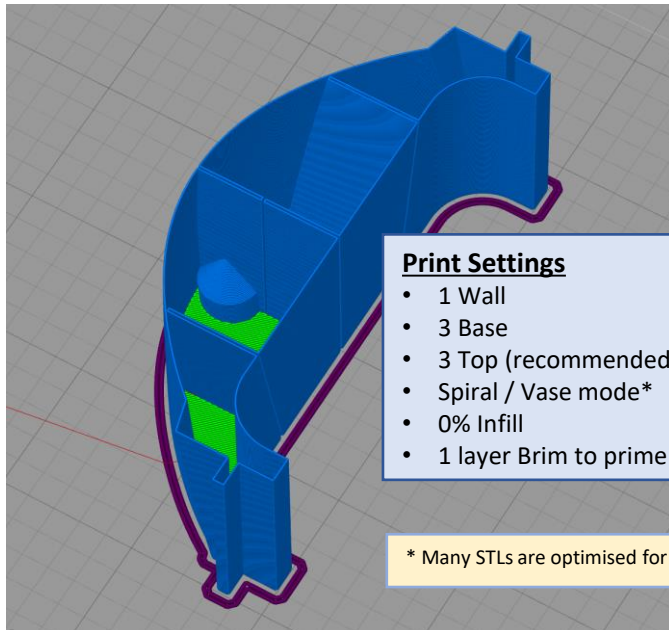 Print Settings
• 1 Wall
• 3 Base
• 3 Top (recommended
• Spiral / Vase mode*
• 0% Infill
• 1 layer Brim to prime
* Many STLs are optimised for